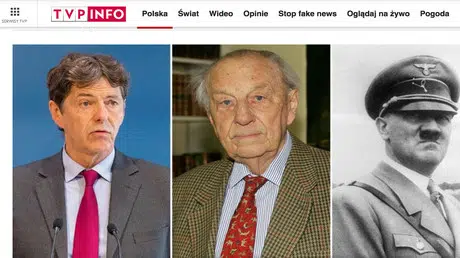 TVP INFO
Polska Świat Wideo Opinie Stop fake news Oglądaj na żywo Pogoda
SERWISY TVP